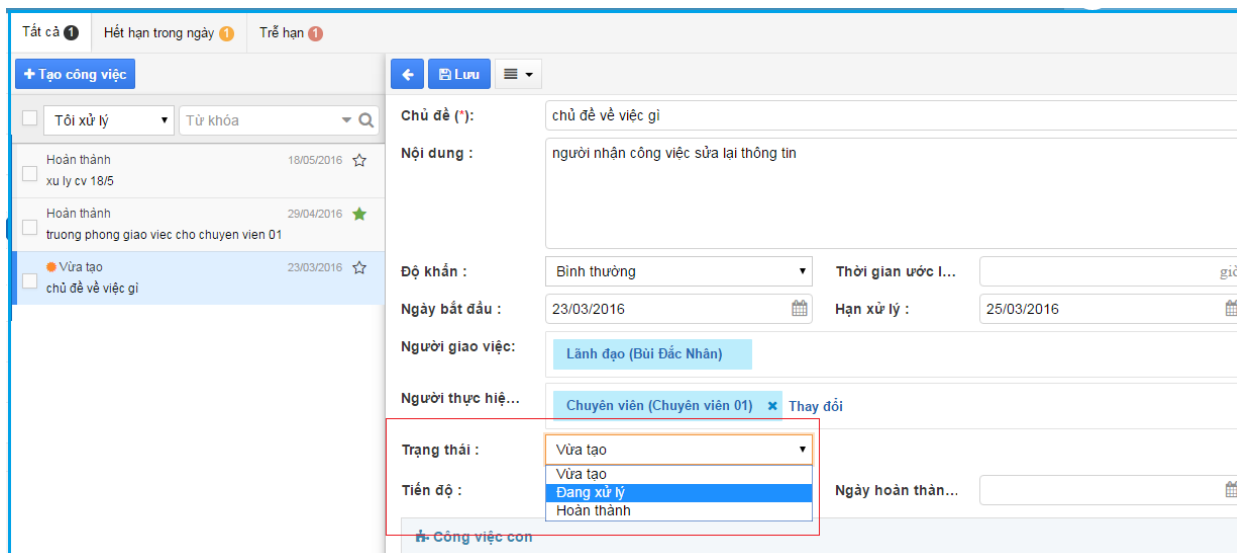 Tất cả 1 Hết hạn trong ngày 1 Trễ hạn 1
+ Tạo công việc
Lưu
Tôi xử lý
Từ khóa
Hoàn thành 18/05/2016
xu ly cv 18/5
Hoàn thành 29/04/2016
truong phong giao viec cho chuyen vien 01
Vừa tạo 23/03/2016
chủ đề về việc gì
Chủ đề (*): chủ đề về việc gì
Nội dung : người nhận công việc sửa lại thông tin
Độ khẩn : Bình thường Thời gian ước l... giờ
Ngày bắt đầu : 23/03/2016 Hạn xử lý : 25/03/2016
Người giao việc: Lãnh đạo (Bùi Đắc Nhân)
Người thực hiệ... Chuyên viên (Chuyên viên 01) × Thay đổi
Trạng thái : Vừa tạo
Vừa tạo
Tiến độ : Đang xử lý Ngày hoàn thàn...
Hoàn thành
Công việc con